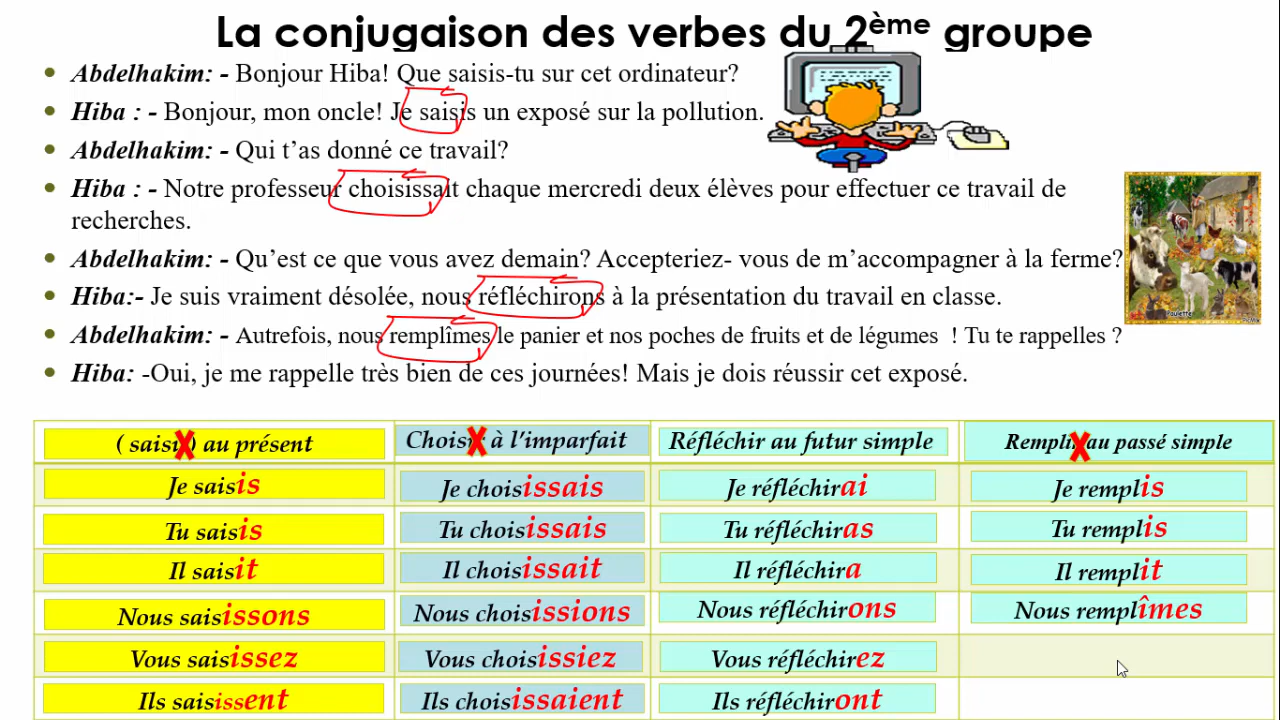 La conjugaison des verbes du 2ème groupe
• Abdelhakim: - Bonjour Hiba! Que saisis-tu sur cet ordinateur?
• Hiba : - Bonjour, mon oncle! Je saisis un exposé sur la pollution.
• Abdelhakim: - Qui t’as donné ce travail?
• Hiba : - Notre professeur choisissait chaque mercredi deux élèves pour effectuer ce travail de
recherches.
• Abdelhakim: - Qu’est ce que vous avez demain? Accepteriez- vous de m’accompagner à la ferme?
• Hiba:- Je suis vraiment désolée, nous réfléchirons à la présentation du travail en classe.
• Abdelhakim: - Autrefois, nous remplîmes le panier et nos poches de fruits et de légumes ! Tu te rappelles ?
• Hiba: -Oui, je me rappelle très bien de ces journées! Mais je dois réussir cet exposé.
( saisir) au présent Choisir à l’imparfait Réfléchir au futur simple Remplir au passé simple
Je saisis Je choisissais Je réfléchirai Je remplis
Tu saisis Tu choisissais Tu réfléchiras Tu remplis
Il saisit Il choisissait Il réfléchira Il remplit
Nous saisissons Nous choisissions Nous réfléchirons Nous remplîmes
Vous saisissez Vous choisissiez Vous réfléchirez
Ils saisissent Ils choisissaient Ils réfléchiront